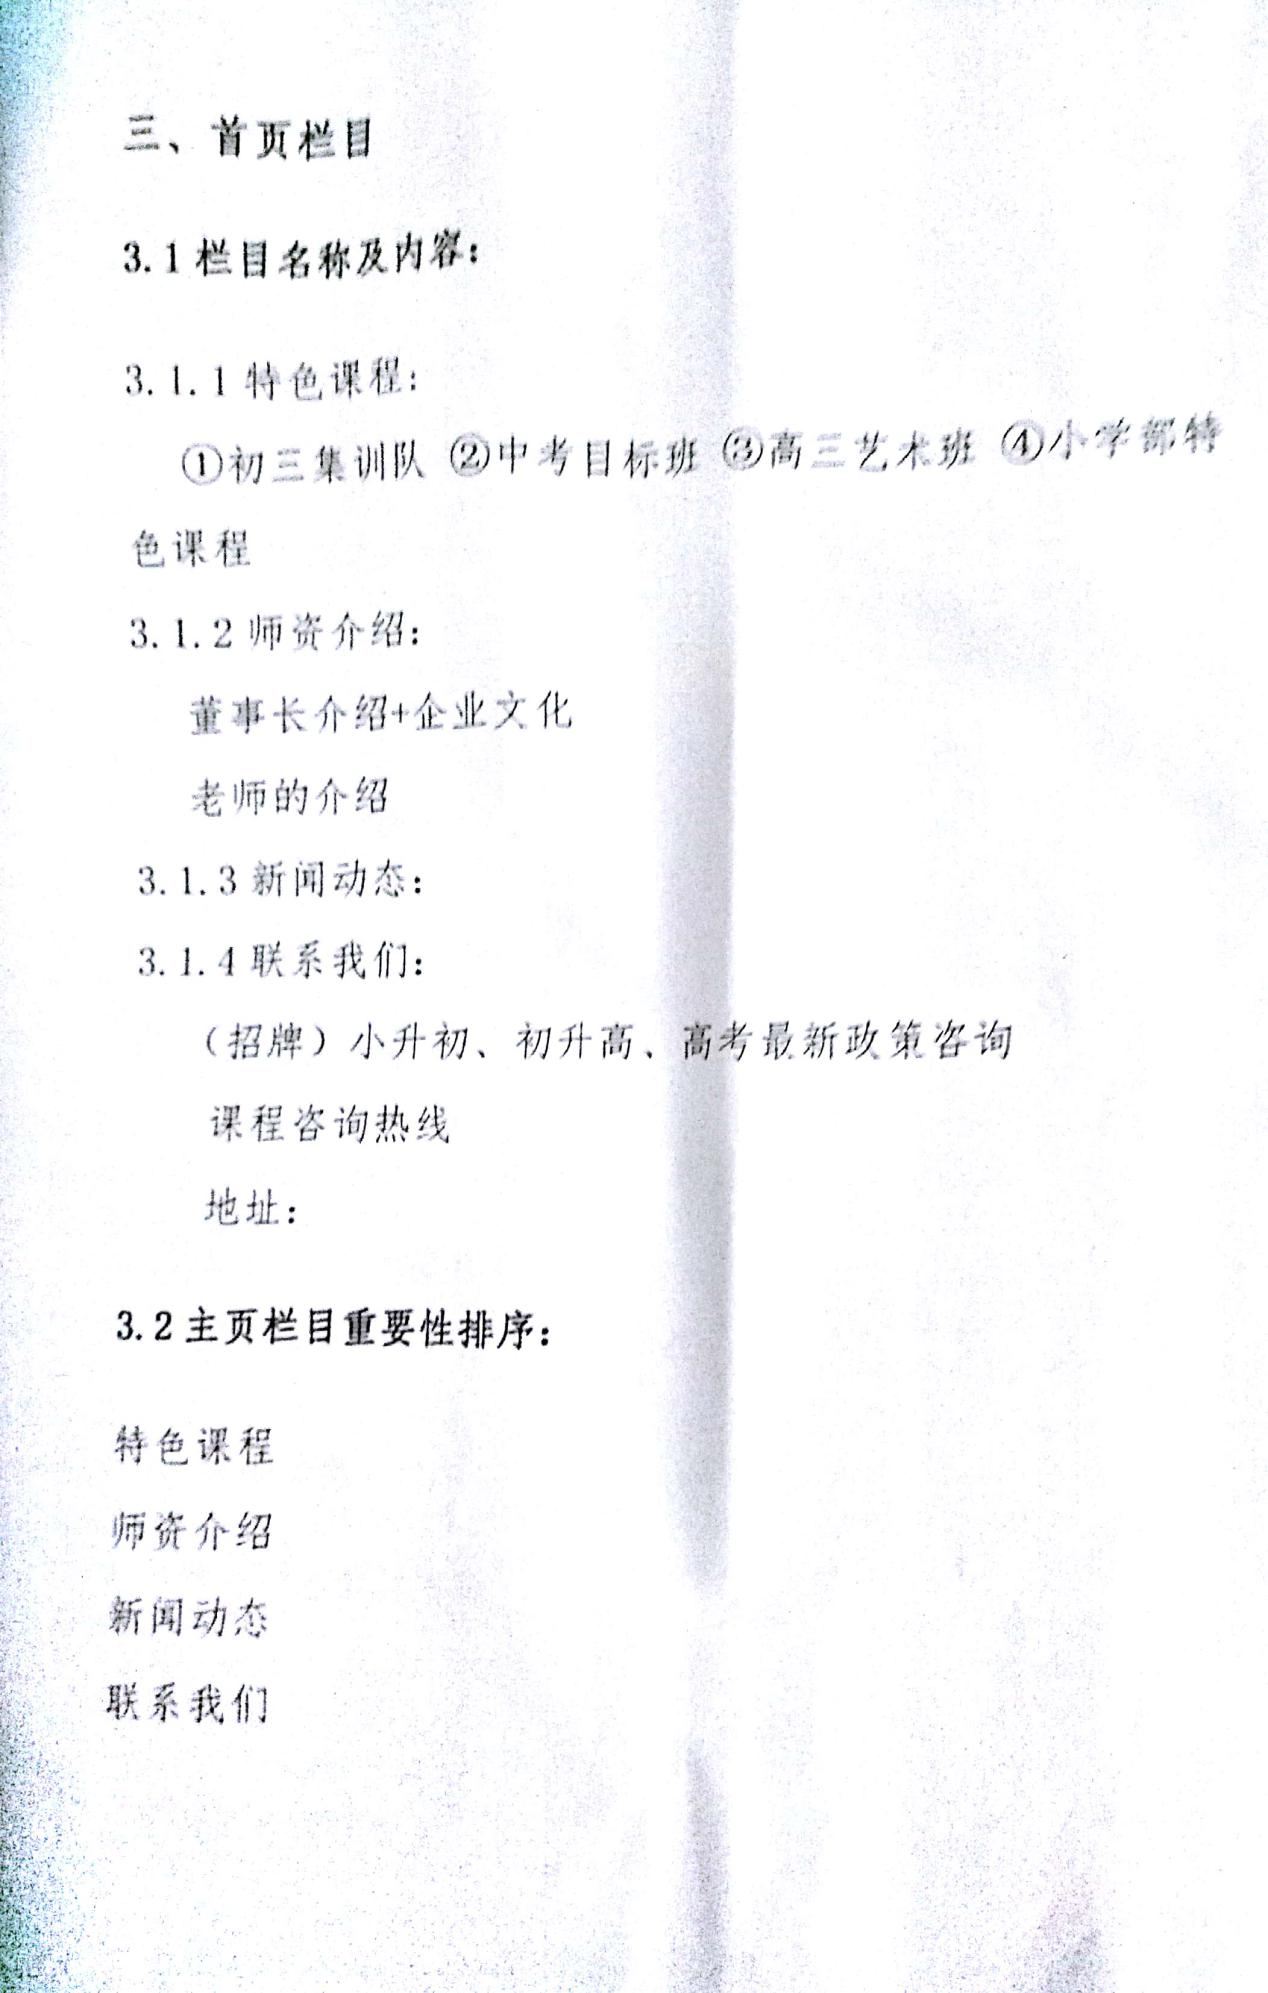 三、首页栏目
3.1栏目名称及内容：
3.1.1特色课程：
①初三集训队 ②中考目标班 ③高三艺术班 ④小学部特
色课程
3.1.2师资介绍：
董事长介绍+企业文化
老师的介绍
3.1.3新闻动态：
3.1.4联系我们：
（招牌）小升初、初升高、高考最新政策咨询
课程咨询热线
地址：
3.2主页栏目重要性排序：
特色课程
师资介绍
新闻动态
联系我们